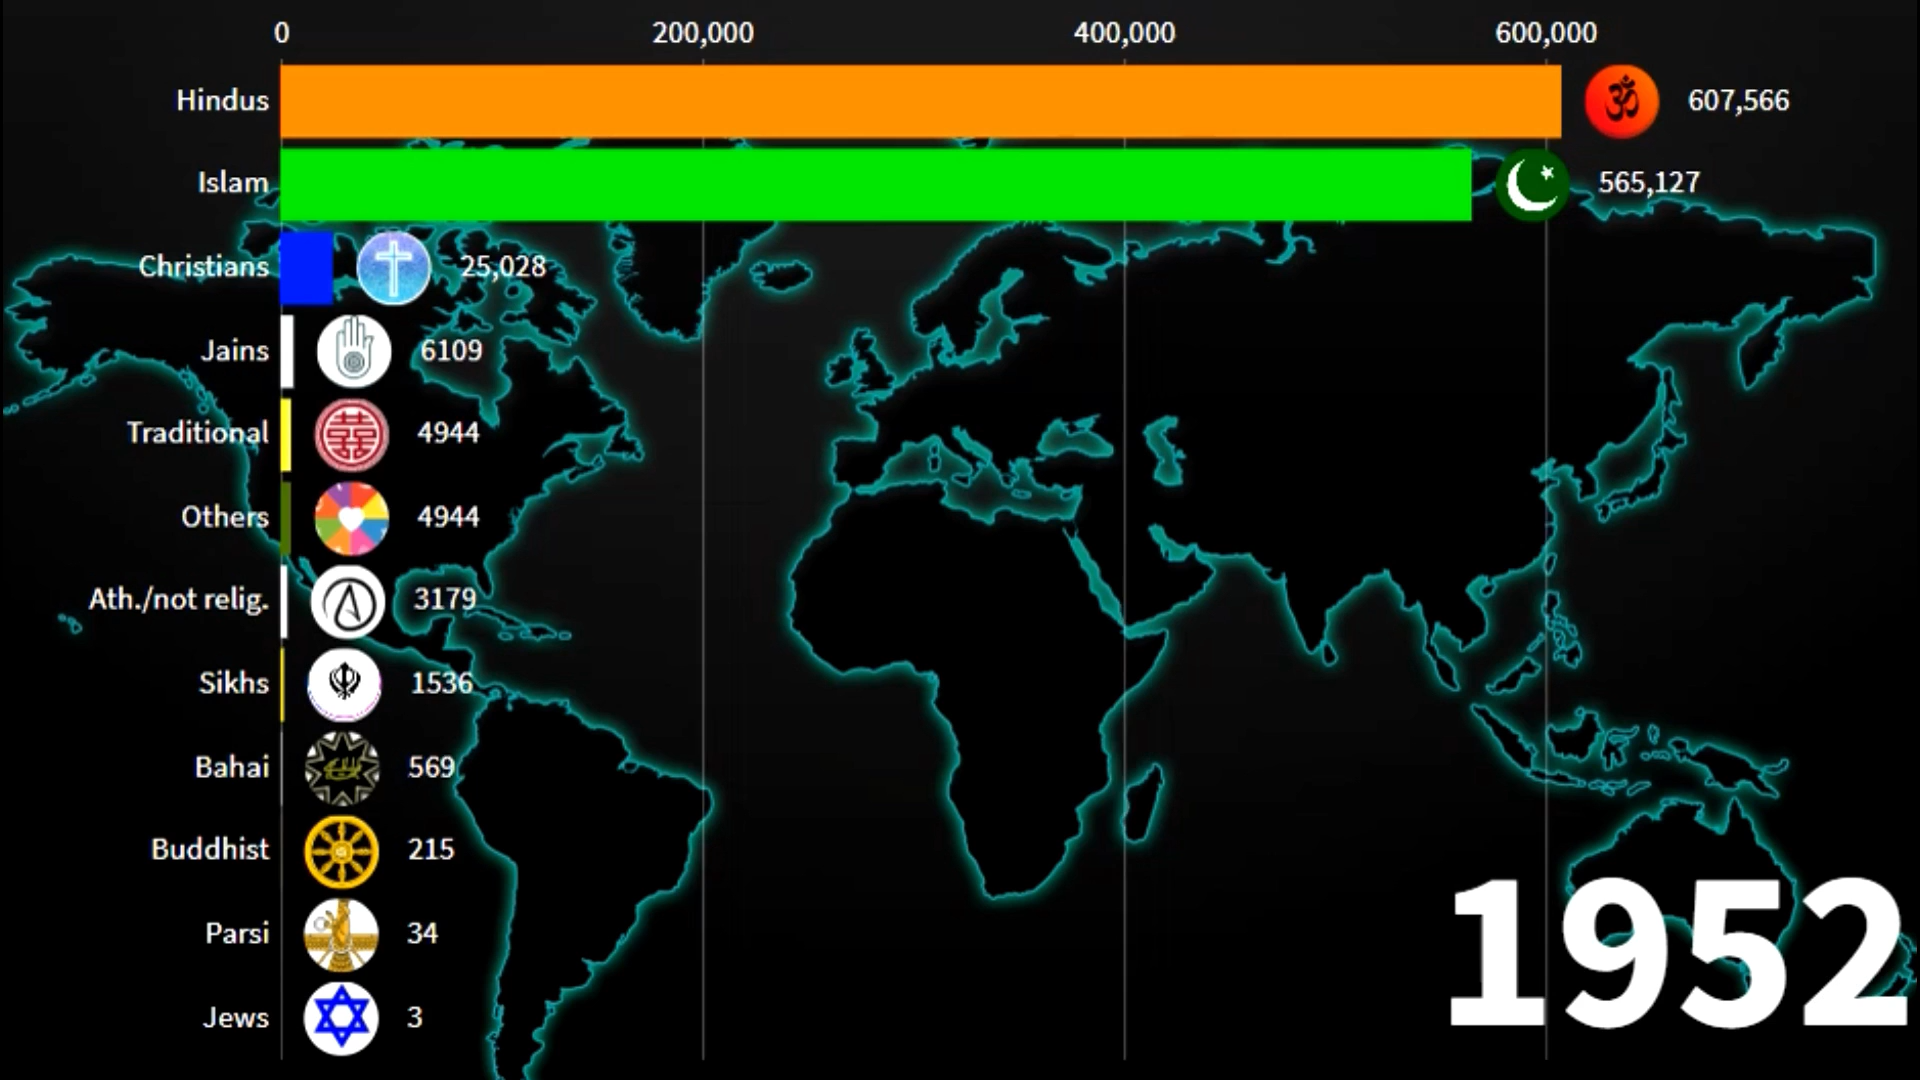 0 200,000 400,000 600,000
Hindus 607,566
Islam 565,127
Christians 25,028
Jains 6109
Traditional 4944
Others 4944
Ath./not relig. 3179
Sikhs 1536
Bahai 569
Buddhist 215
Parsi 34
Jews 3
1952